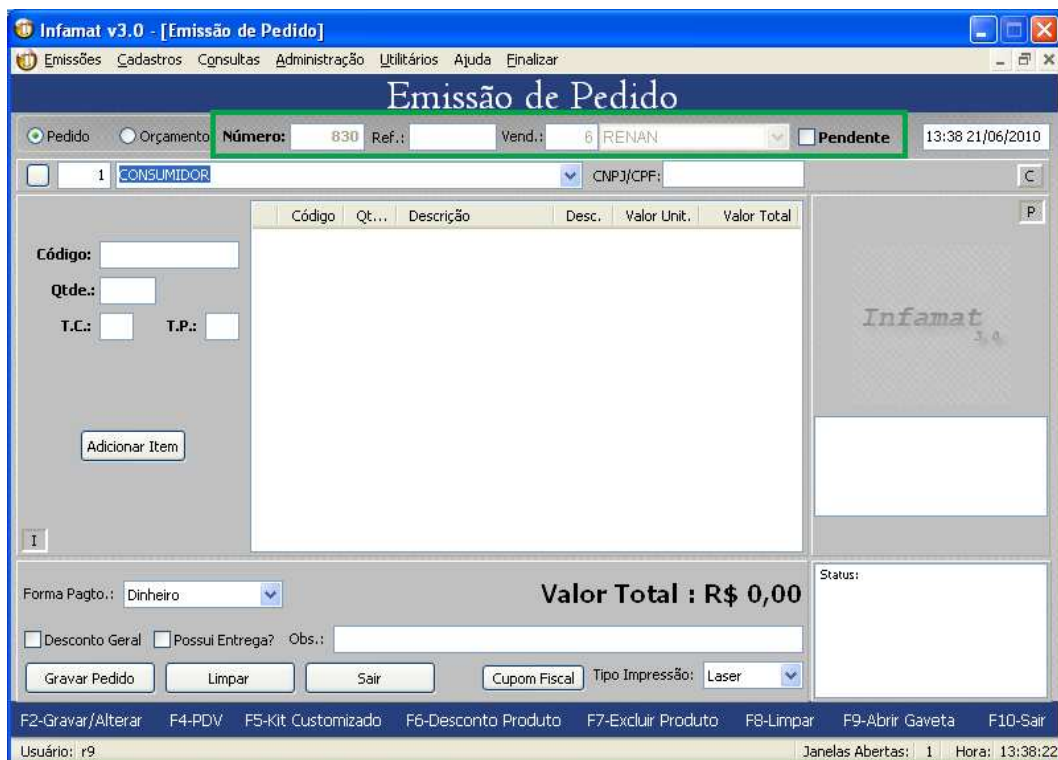 Infamat v3.0 - [Emissão de Pedido]
Emissões Cadastros Consultas Administração Utilitários Ajuda Finalizar
Emissão de Pedido
Pedido Orçamento Número: 830 Ref.: Vend.: 6 RENAN Pendente 13:38 21/06/2010
1 CONSUMIDOR CNPJ/CPF: C
Código Qt... Descrição Desc. Valor Unit. Valor Total P
Código:
Qtde.:
T.C.: T.P.:
Infamat
3.0
Adicionar Item
I
Forma Pagto.: Dinheiro Valor Total : R$ 0,00 Status:
Desconto Geral Possui Entrega? Obs.:
Gravar Pedido Limpar Sair Cupom Fiscal Tipo Impressão: Laser
F2-Gravar/Alterar F4-PDV F5-Kit Customizado F6-Desconto Produto F7-Excluir Produto F8-Limpar F9-Abrir Gaveta F10-Sair
Usuário: r9 Janelas Abertas: 1 Hora: 13:38:22